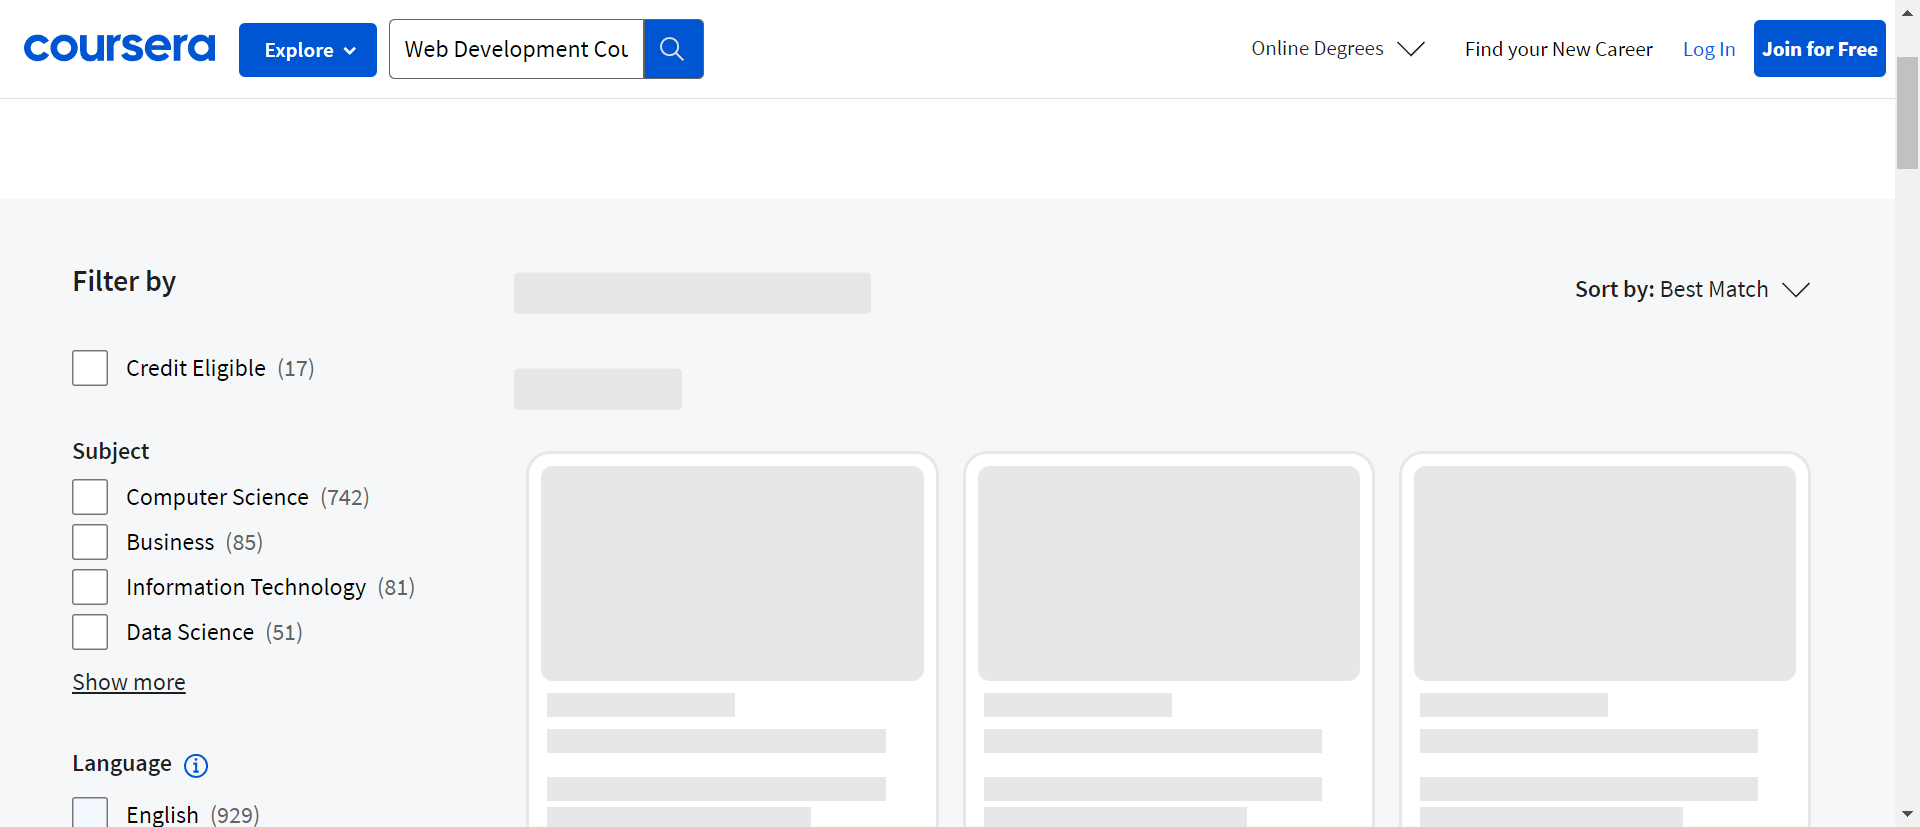 coursera
Explore
Web Development Cou
Online Degrees
Find your New Career
Log In
Join for Free
Filter by
Sort by: Best Match
Credit Eligible (17)
Subject
Computer Science (742)
Business (85)
Information Technology (81)
Data Science (51)
Show more
Language
English (929)